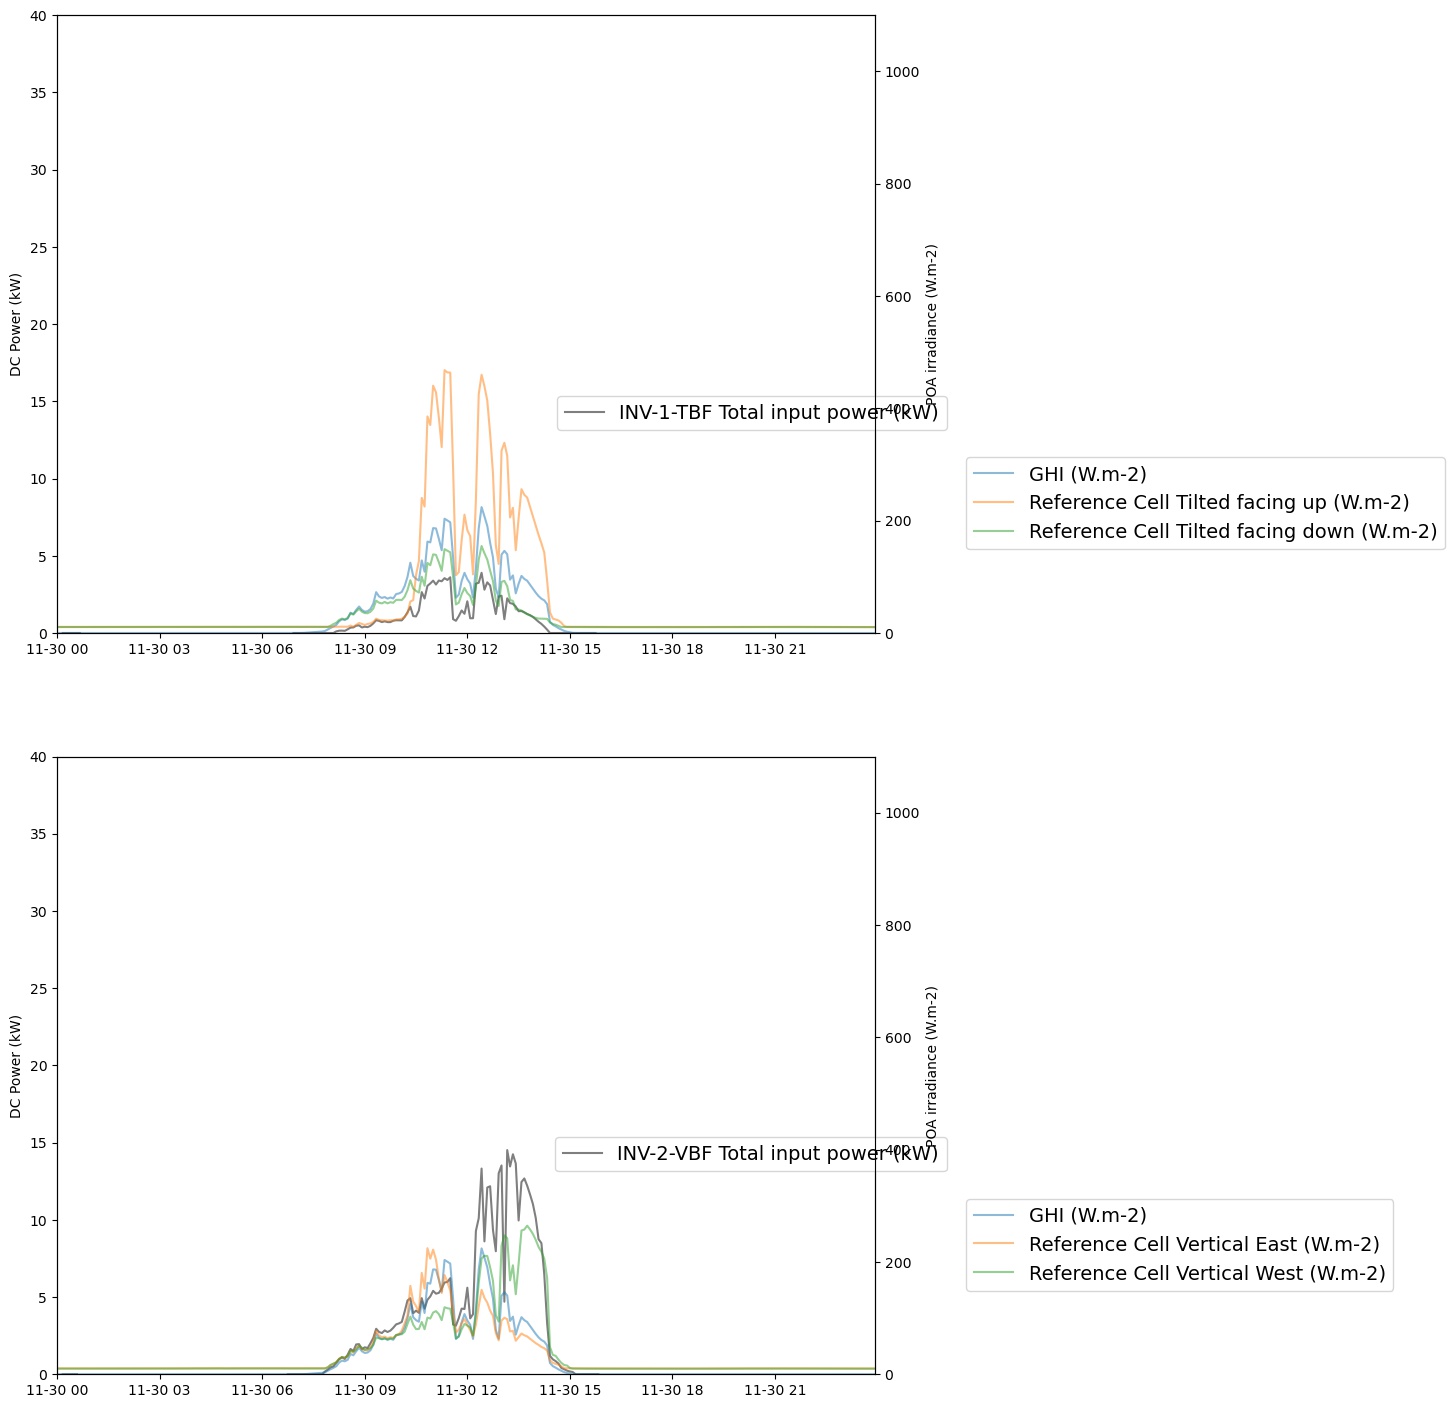 40
35
30
25
20
15
10
5
0
DC Power (kW)
1000
800
600
400
200
0
POA irradiance (W.m-2)
INV-1-TBF Total input power (kW)
GHI (W.m-2)
Reference Cell Tilted facing up (W.m-2)
Reference Cell Tilted facing down (W.m-2)
11-30 00 11-30 03 11-30 06 11-30 09 11-30 12 11-30 15 11-30 18 11-30 21
40
35
30
25
20
15
10
5
0
DC Power (kW)
1000
800
600
400
200
0
POA irradiance (W.m-2)
INV-2-VBF Total input power (kW)
GHI (W.m-2)
Reference Cell Vertical East (W.m-2)
Reference Cell Vertical West (W.m-2)
11-30 00 11-30 03 11-30 06 11-30 09 11-30 12 11-30 15 11-30 18 11-30 21